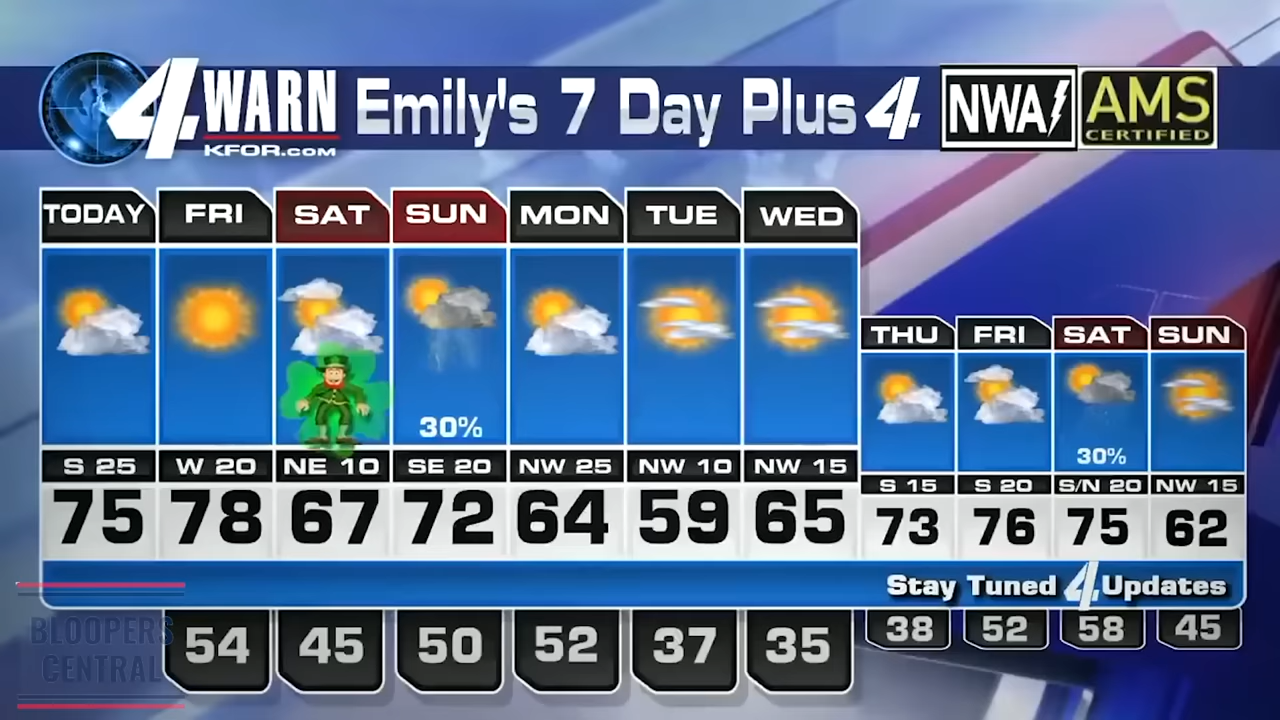 4 WARN
KFOR.COM
Emily's 7 Day Plus 4
NWA
AMS
CERTIFIED
TODAY FRI SAT SUN MON TUE WED
THU FRI SAT SUN
30%
30%
S 25 W 20 NE 10 SE 20 NW 25 NW 10 NW 15
S 15 S 20 S/N 20 NW 15
75 78 67 72 64 59 65
73 76 75 62
Stay Tuned 4 Updates
54 45 50 52 37 35
38 52 58 45
BLOOPERS
CENTRAL